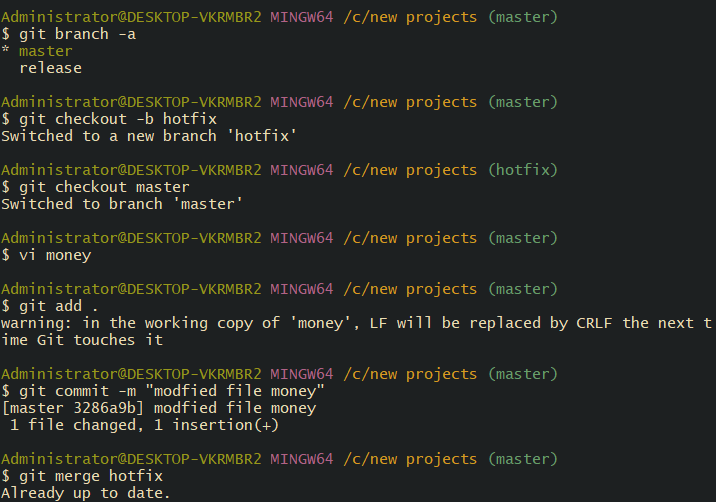 Administrator@DESKTOP-VKRMBR2 MINGW64 /c/new projects (master)
$ git branch -a
* master
  release
Administrator@DESKTOP-VKRMBR2 MINGW64 /c/new projects (master)
$ git checkout -b hotfix
Switched to a new branch 'hotfix'
Administrator@DESKTOP-VKRMBR2 MINGW64 /c/new projects (hotfix)
$ git checkout master
Switched to branch 'master'
Administrator@DESKTOP-VKRMBR2 MINGW64 /c/new projects (master)
$ vi money
Administrator@DESKTOP-VKRMBR2 MINGW64 /c/new projects (master)
$ git add .
warning: in the working copy of 'money', LF will be replaced by CRLF the next t
ime Git touches it
Administrator@DESKTOP-VKRMBR2 MINGW64 /c/new projects (master)
$ git commit -m "modfied file money"
[master 3286a9b] modfied file money
 1 file changed, 1 insertion(+)
Administrator@DESKTOP-VKRMBR2 MINGW64 /c/new projects (master)
$ git merge hotfix
Already up to date.